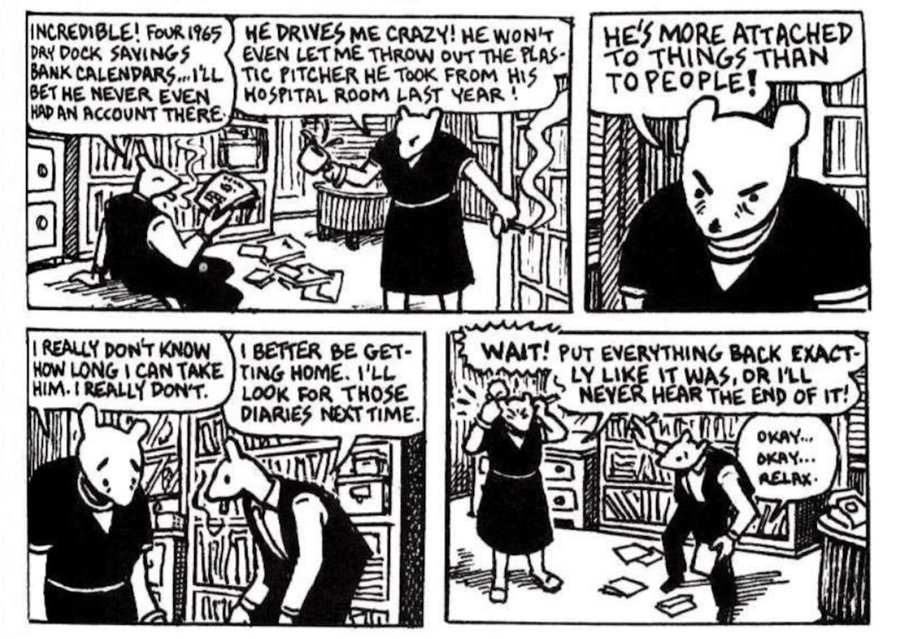 INCREDIBLE! FOUR 1965
DRY DOCK SAVINGS
BANK CALENDARS...I'LL
BET HE NEVER EVEN
HAD AN ACCOUNT THERE.
HE DRIVES ME CRAZY! HE WON'T
EVEN LET ME THROW OUT THE PLAS-
TIC PITCHER HE TOOK FROM HIS
HOSPITAL ROOM LAST YEAR!
HE'S MORE ATTACHED
TO THINGS THAN
TO PEOPLE!
I REALLY DON'T KNOW
HOW LONG I CAN TAKE
HIM. I REALLY DON'T.
I BETTER BE GET-
TING HOME. I'LL
LOOK FOR THOSE
DIARIES NEXT TIME.
WAIT! PUT EVERYTHING BACK EXACT-
LY LIKE IT WAS, OR I'LL
NEVER HEAR THE END OF IT!
OKAY...
OKAY...
RELAX.